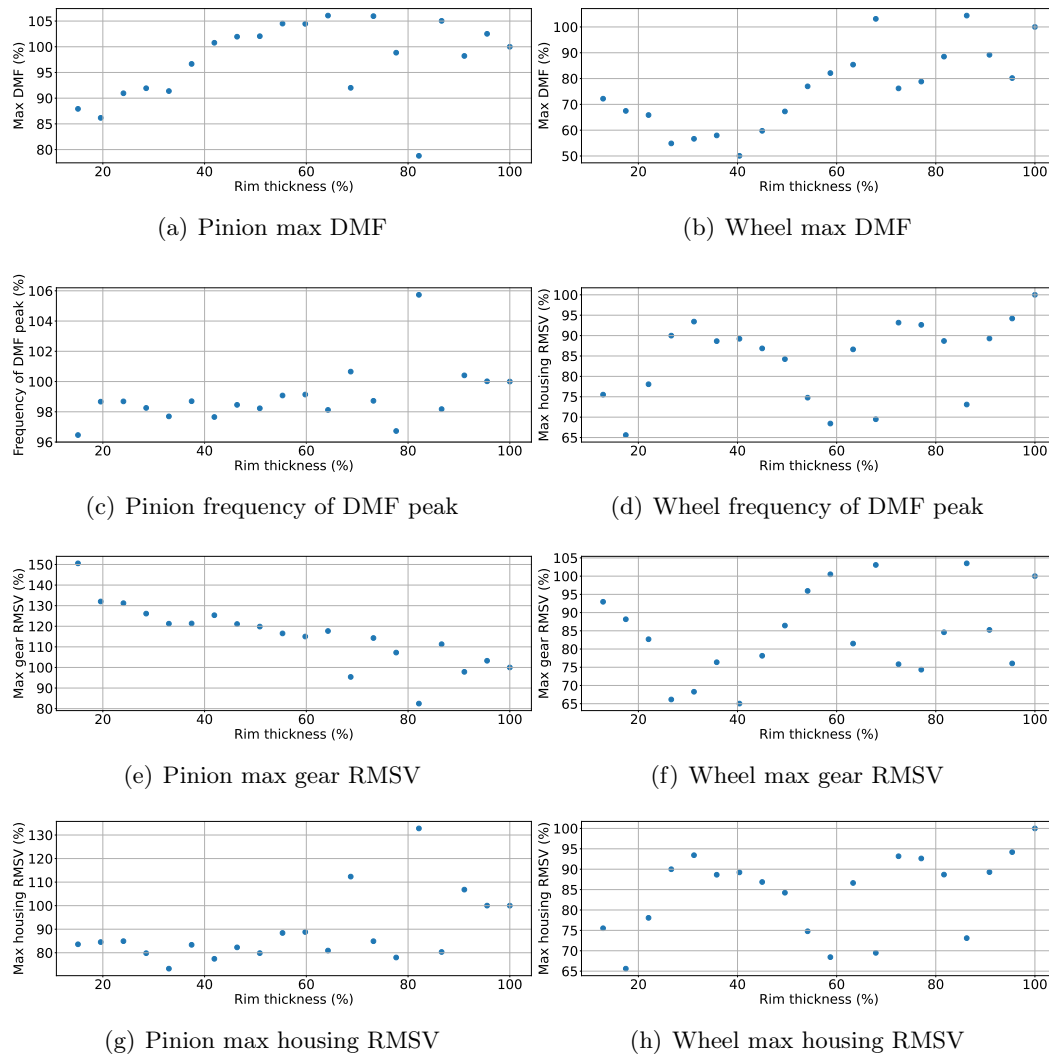 Max DMF (%)
105
100
95
90
85
80
20 40 60 80 100
Rim thickness (%)
(a) Pinion max DMF
Max DMF (%)
100
90
80
70
60
50
20 40 60 80 100
Rim thickness (%)
(b) Wheel max DMF
Frequency of DMF peak (%)
106
104
102
100
98
96
20 40 60 80 100
Rim thickness (%)
(c) Pinion frequency of DMF peak
Max housing RMSV (%)
100
95
90
85
80
75
70
65
20 40 60 80 100
Rim thickness (%)
(d) Wheel frequency of DMF peak
Max gear RMSV (%)
150
140
130
120
110
100
90
80
20 40 60 80 100
Rim thickness (%)
(e) Pinion max gear RMSV
Max gear RMSV (%)
105
100
95
90
85
80
75
70
65
20 40 60 80 100
Rim thickness (%)
(f) Wheel max gear RMSV
Max housing RMSV (%)
130
120
110
100
90
80
20 40 60 80 100
Rim thickness (%)
(g) Pinion max housing RMSV
Max housing RMSV (%)
100
95
90
85
80
75
70
65
20 40 60 80 100
Rim thickness (%)
(h) Wheel max housing RMSV